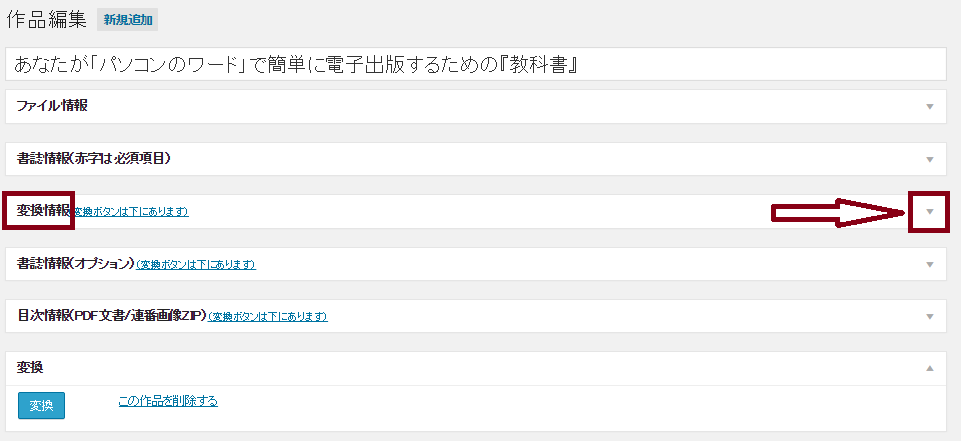 作品編集 新規追加
あなたが「パソコンのワード」で簡単に電子出版するための『教科書』
ファイル情報
書誌情報(赤字は必須項目)
変換情報(変換ボタンは下にあります)
書誌情報(オプション)(変換ボタンは下にあります)
目次情報(PDF文書/連番画像ZIP)(変換ボタンは下にあります)
変換
変換 この作品を削除する